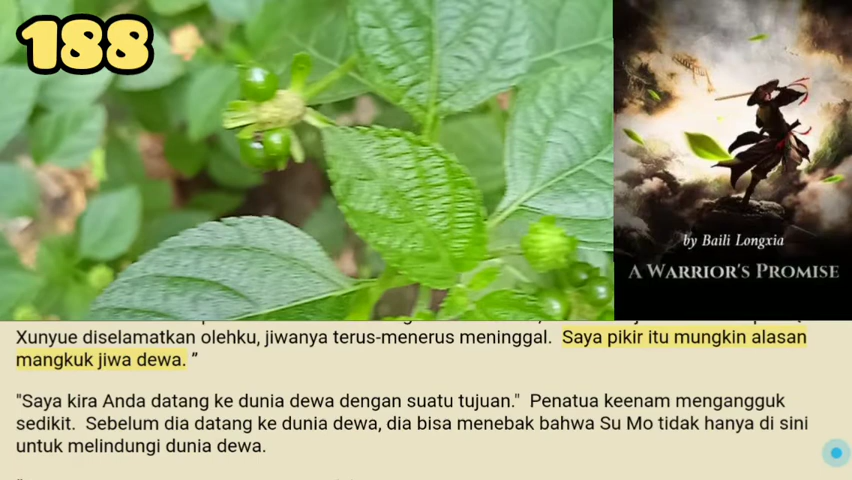 188
by Baili Longxia
A WARRIOR'S PROMISE
Xunyue diselamatkan olehku, jiwanya terus-menerus meninggal. Saya pikir itu mungkin alasan
mangkuk jiwa dewa. ”
"Saya kira Anda datang ke dunia dewa dengan suatu tujuan." Penatua keenam mengangguk
sedikit. Sebelum dia datang ke dunia dewa, dia bisa menebak bahwa Su Mo tidak hanya di sini
untuk melindungi dunia dewa.